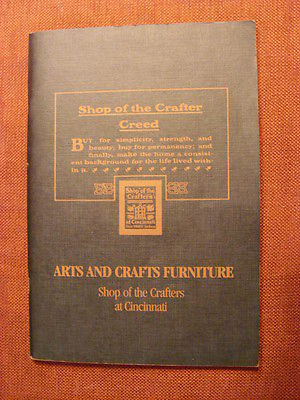 Shop of the Crafter
Creed
BUY for simplicity, strength, and
beauty, buy for permanency; and
finally, make the home a consist-
ent background for the life lived with-
in it.
Shop of the
Crafters
at Cincinnati
ARTS AND CRAFTS FURNITURE
Shop of the Crafters
at Cincinnati